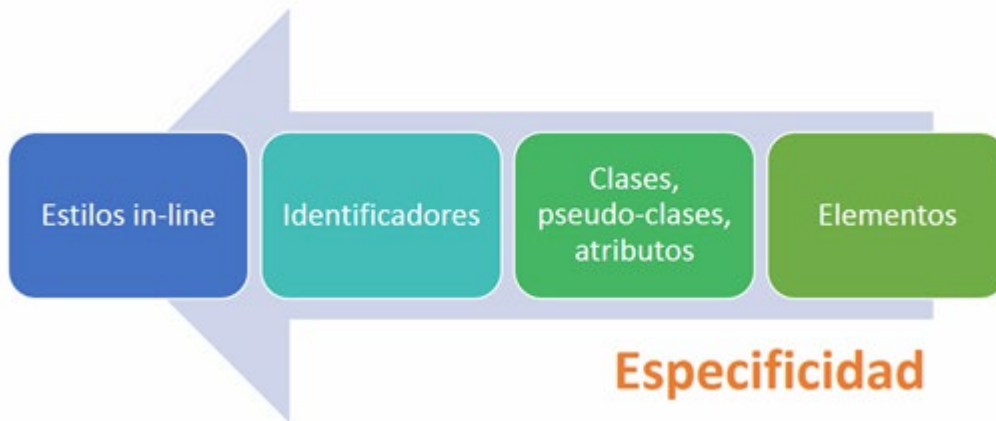 Estilos in-line
Identificadores
Clases,
pseudo-clases,
atributos
Elementos
Especificidad